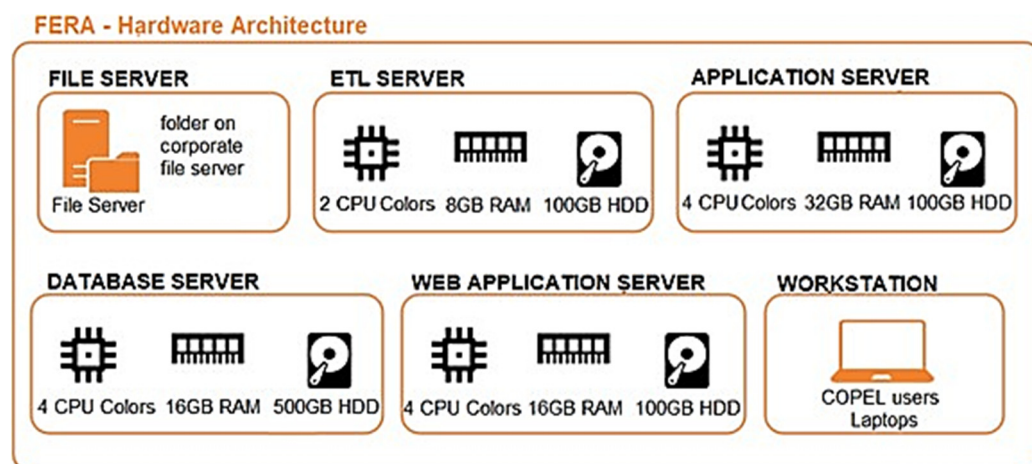 FERA - Hardware Architecture
FILE SERVER
folder on
corporate
file server
File Server
ETL SERVER
2 CPU Colors 8GB RAM 100GB HDD
APPLICATION SERVER
4 CPU Colors 32GB RAM 100GB HDD
DATABASE SERVER
4 CPU Colors 16GB RAM 500GB HDD
WEB APPLICATION SERVER
4 CPU Colors 16GB RAM 100GB HDD
WORKSTATION
COPEL users
Laptops